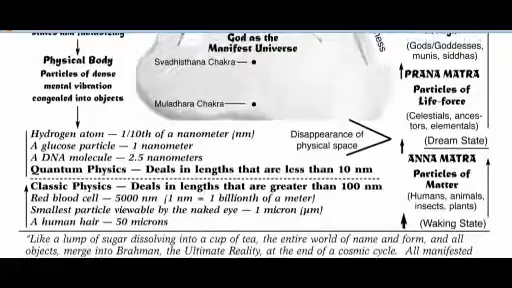 God as the
Manifest Universe
Physical Body
Particles of dense
mental vibration
congealed into objects
Svadhisthana Chakra
Muladhara Chakra
(Gods/Goddesses,
munis, siddhas)
PRANA MATRA
Particles of
Life-force
(Celestials, ances-
tors, elementals)
(Dream State)
ANNA MATRA
Particles of
Matter
(Humans, animals,
insects, plants)
(Waking State)
Disappearance of
physical space
Hydrogen atom — 1/10th of a nanometer (nm)
A glucose particle — 1 nanometer
A DNA molecule — 2.5 nanometers
Quantum Physics — Deals in lengths that are less than 10 nm
Classic Physics — Deals in lengths that are greater than 100 nm
Red blood cell — 5000 nm (1 nm = 1 billionth of a meter)
Smallest particle viewable by the naked eye — 1 micron (µm)
A human hair — 50 microns
"Like a lump of sugar dissolving into a cup of tea, the entire world of name and form, and all
objects, merge into Brahman, the Ultimate Reality, at the end of a cosmic cycle. All manifested